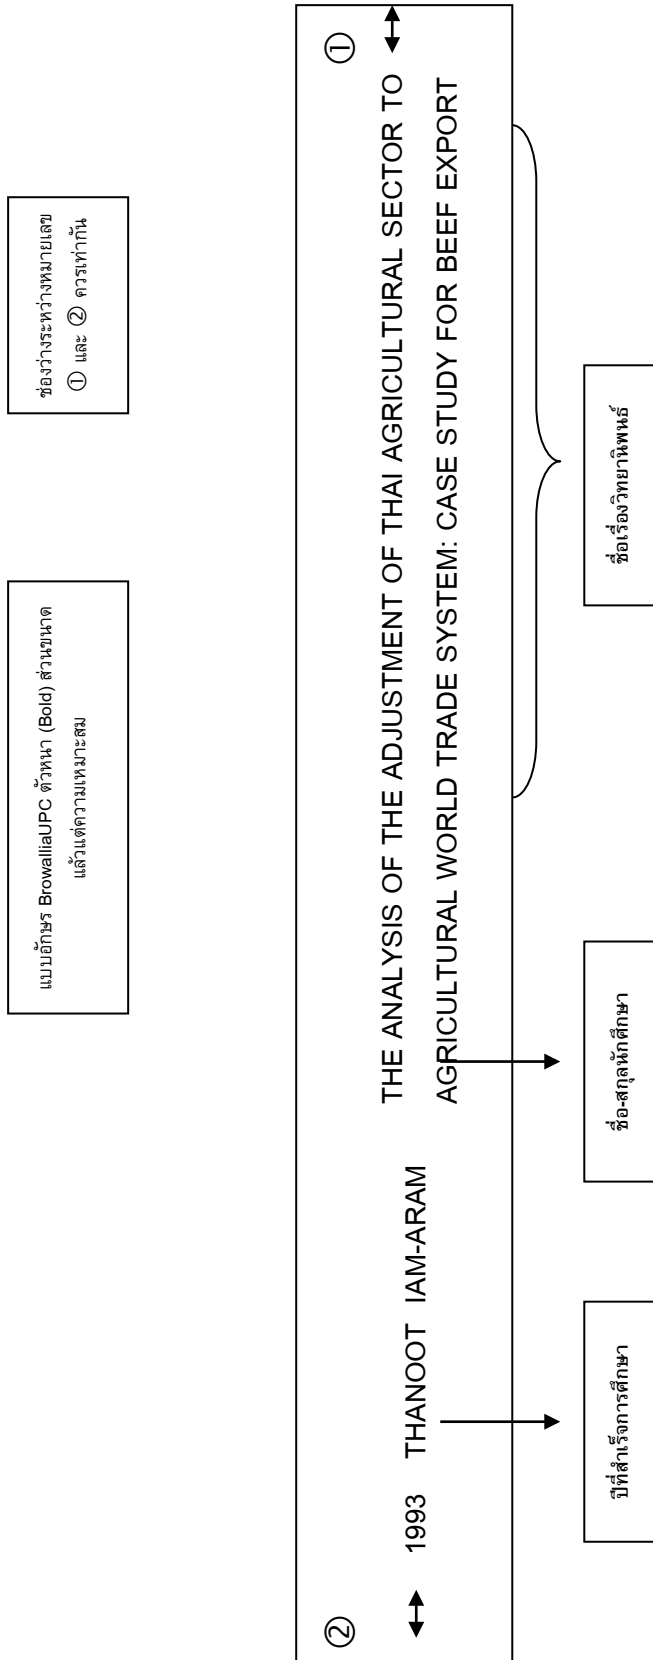 ช่องว่างระหว่างหมายเลข
① และ ② ควรเท่ากัน
แบบอักษร BrowalliaUPC ตัวหนา (Bold) ส่วนขนาด
แล้วแต่ความเหมาะสม
①
②
THE ANALYSIS OF THE ADJUSTMENT OF THAI AGRICULTURAL SECTOR TO
AGRICULTURAL WORLD TRADE SYSTEM: CASE STUDY FOR BEEF EXPORT
1993 THANOOT IAM-ARAM
ชื่อเรื่องวิทยานิพนธ์
ชื่อ-สกุลนักศึกษา
ปีที่สำเร็จการศึกษา